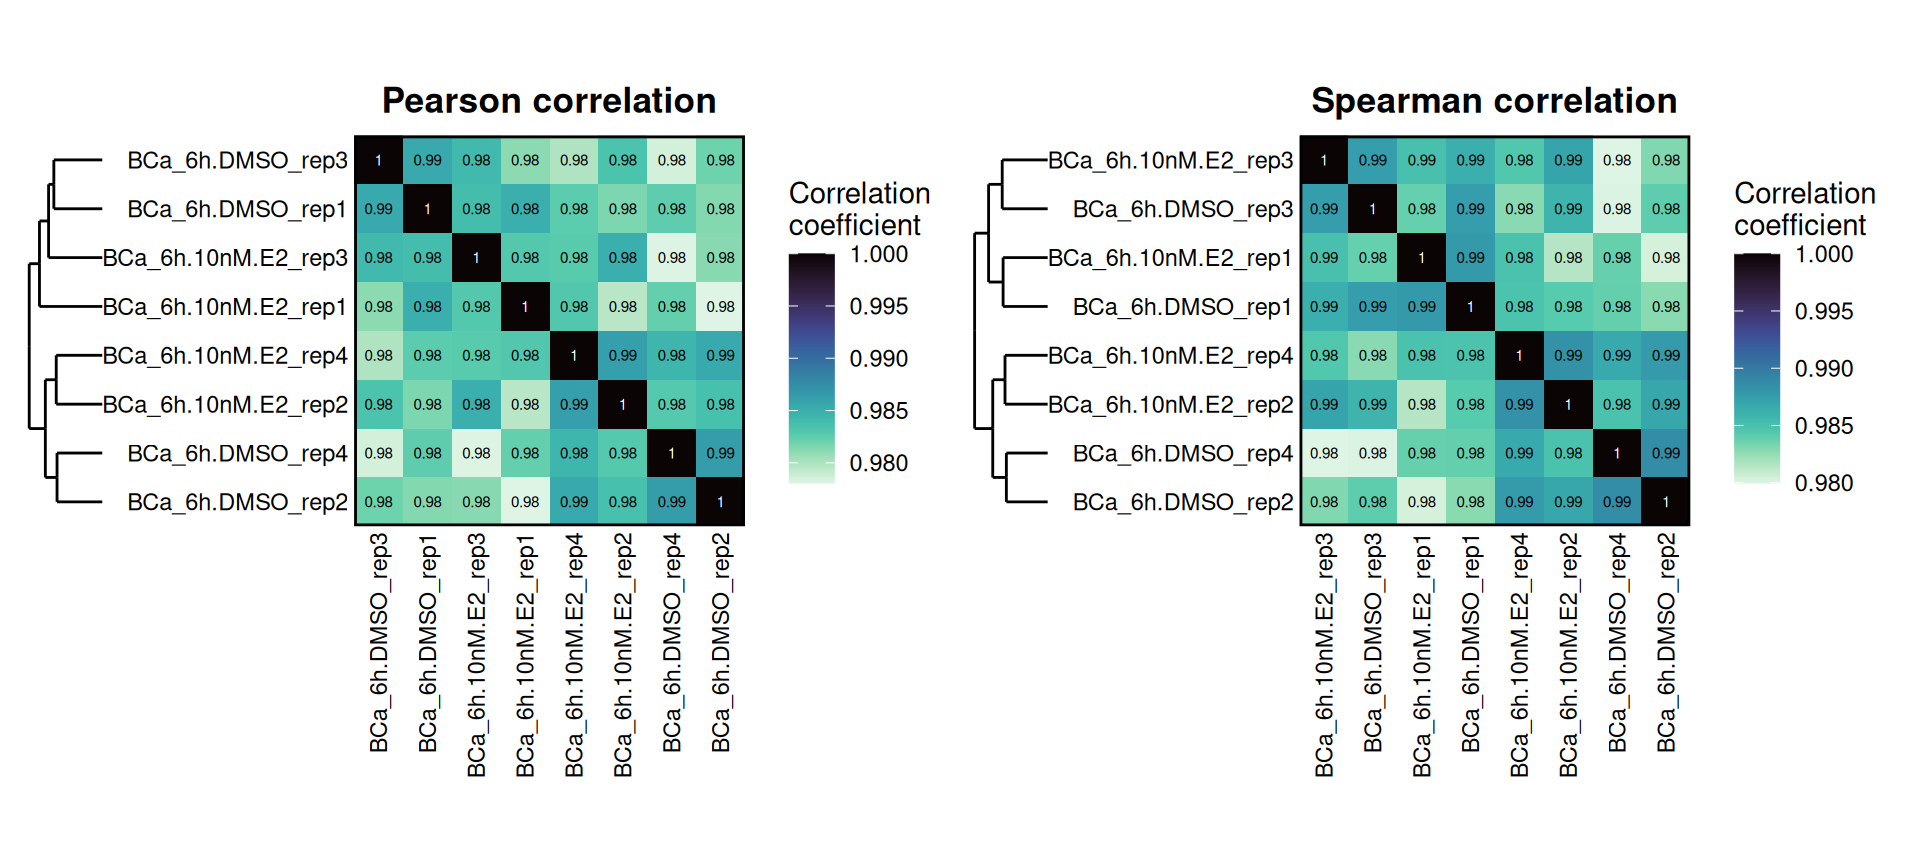 Pearson correlation
BCa_6h.DMSO_rep3 1 0.99 0.98 0.98 0.98 0.98 0.98 0.98
BCa_6h.DMSO_rep1 0.99 1 0.98 0.98 0.98 0.98 0.98 0.98
BCa_6h.10nM.E2_rep3 0.98 0.98 1 0.98 0.98 0.98 0.98 0.98
BCa_6h.10nM.E2_rep1 0.98 0.98 0.98 1 0.98 0.98 0.98 0.98
BCa_6h.10nM.E2_rep4 0.98 0.98 0.98 0.98 1 0.99 0.98 0.99
BCa_6h.10nM.E2_rep2 0.98 0.98 0.98 0.98 0.99 1 0.98 0.98
BCa_6h.DMSO_rep4 0.98 0.98 0.98 0.98 0.98 0.98 1 0.99
BCa_6h.DMSO_rep2 0.98 0.98 0.98 0.98 0.99 0.98 0.99 1
BCa_6h.DMSO_rep3
BCa_6h.DMSO_rep1
BCa_6h.10nM.E2_rep3
BCa_6h.10nM.E2_rep1
BCa_6h.10nM.E2_rep4
BCa_6h.10nM.E2_rep2
BCa_6h.DMSO_rep4
BCa_6h.DMSO_rep2
Correlation
coefficient
1.000
0.995
0.990
0.985
0.980
Spearman correlation
BCa_6h.10nM.E2_rep3 1 0.99 0.99 0.99 0.98 0.99 0.98 0.98
BCa_6h.DMSO_rep3 0.99 1 0.98 0.99 0.98 0.99 0.98 0.98
BCa_6h.10nM.E2_rep1 0.99 0.98 1 0.99 0.98 0.98 0.98 0.98
BCa_6h.DMSO_rep1 0.99 0.99 0.99 1 0.98 0.98 0.98 0.98
BCa_6h.10nM.E2_rep4 0.98 0.98 0.98 0.98 1 0.99 0.99 0.99
BCa_6h.10nM.E2_rep2 0.99 0.99 0.98 0.98 0.99 1 0.98 0.99
BCa_6h.DMSO_rep4 0.98 0.98 0.98 0.98 0.99 0.98 1 0.99
BCa_6h.DMSO_rep2 0.98 0.98 0.98 0.98 0.99 0.99 0.99 1
BCa_6h.10nM.E2_rep3
BCa_6h.DMSO_rep3
BCa_6h.10nM.E2_rep1
BCa_6h.DMSO_rep1
BCa_6h.10nM.E2_rep4
BCa_6h.10nM.E2_rep2
BCa_6h.DMSO_rep4
BCa_6h.DMSO_rep2
Correlation
coefficient
1.000
0.995
0.990
0.985
0.980